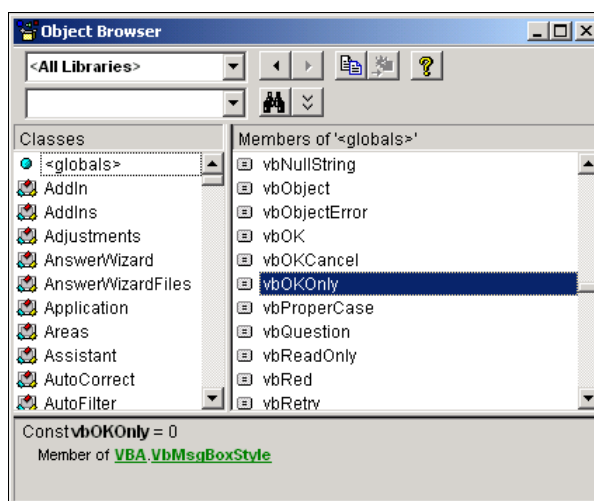 Object Browser
<All Libraries>
Classes
<globals>
AddIn
AddIns
Adjustments
AnswerWizard
AnswerWizardFiles
Application
Areas
Assistant
AutoCorrect
AutoFilter
Members of '<globals>'
vbNullString
vbObject
vbObjectError
vbOK
vbOKCancel
vbOKOnly
vbProperCase
vbQuestion
vbReadOnly
vbRed
vbRetry
Const vbOKOnly = 0
Member of VBA.VbMsgBoxStyle